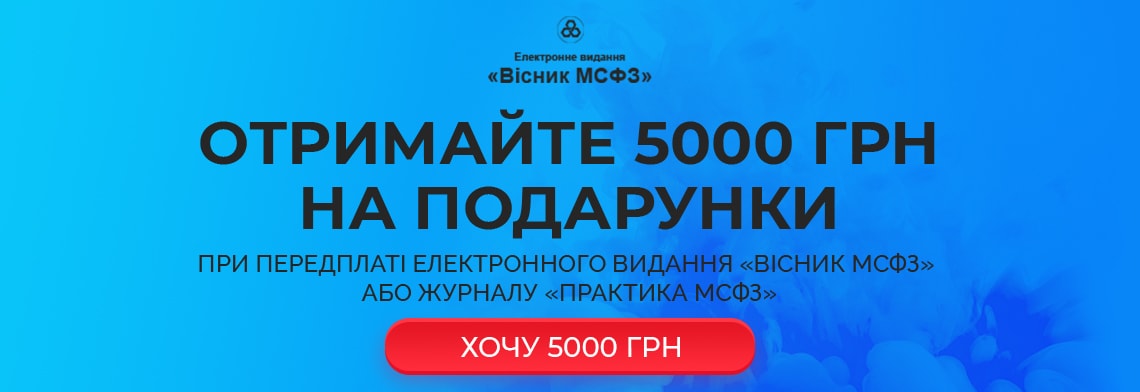 Електронне видання
«Вісник МСФЗ»
ОТРИМАЙТЕ 5000 ГРН
НА ПОДАРУНКИ
ПРИ ПЕРЕДПЛАТІ ЕЛЕКТРОННОГО ВИДАННЯ «ВІСНИК МСФЗ»
АБО ЖУРНАЛУ «ПРАКТИКА МСФЗ»
ХОЧУ 5000 ГРН